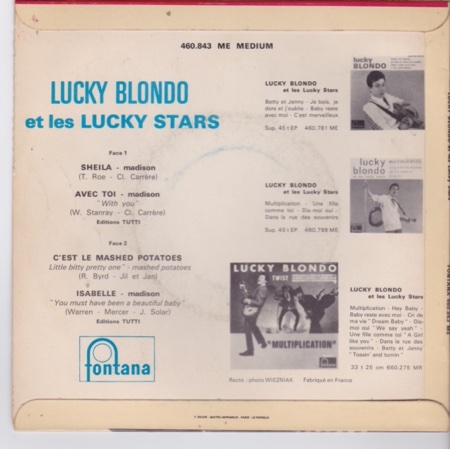 460.843 ME MEDIUM
LUCKY BLONDO
et les LUCKY STARS
Face 1
SHEILA - madison
(T. Roe - Cl. Carrère)
AVEC TOI - madison
"With you"
(W. Stanray - Cl. Carrère)
Editions TUTTI
Face 2
C'EST LE MASHED POTATOES
Little bitty pretty one" - mashed potatoes
(R. Byrd - Jil et Jan)
ISABELLE - madison
"You must have been a beautiful baby"
(Warren - Mercer - J. Solar)
Editions TUTTI
fontana
LUCKY BLONDO
et les Lucky Stars
Betty et Jenny - Je bois, je
dors et j'oublie - Baby reste
avec moi - C'est merveilleux
Sup. 45 t EP 460.781 ME
lucky
blondo
LUCKY BLONDO
et les Lucky Stars
Multiplication - Une fille
comme toi - Dis-moi oui -
Dans la rue des souvenirs
Sup. 45 t EP 460.799 ME
lucky
blondo
LUCKY BLONDO
TWIST
"MULTIPLICATION"
LUCKY BLONDO
et les Lucky Stars
Multiplication - Hey Baby -
Baby reste avec moi - Cri de
ma vie "Dream Baby" - Dis-
moi oui "We say yeah" -
Une fille comme toi "A Girl
like you" - Dans la rue des
souvenirs - Betty et Jenny
"Tossin' and turnin'"
33 t 25 cm 660.275 MR
Recto : photo WIEZNIAK Fabriqué en France